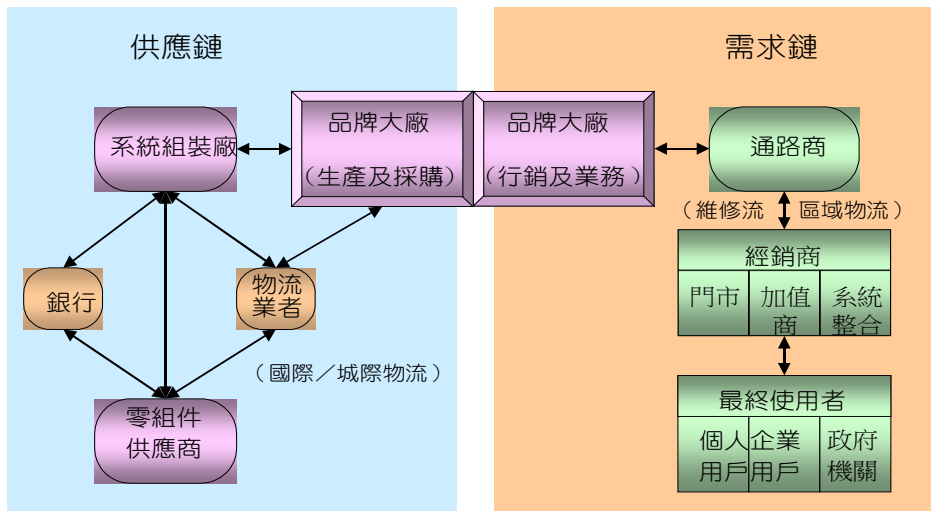 供應鏈
系統組裝廠
品牌大廠
（生產及採購）
銀行
物流
業者
（國際／城際物流）
零組件
供應商
需求鏈
品牌大廠
（行銷及業務）
通路商
（維修流 區域物流）
經銷商
門市
加值
商
系統
整合
最終使用者
個人
用戶
企業
用戶
政府
機關